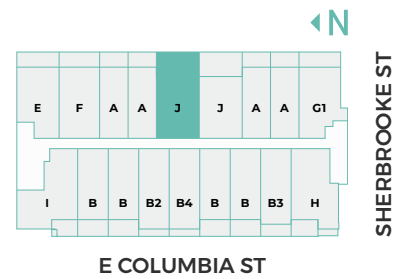 N
E F A A J J A A G1
I B B B2 B4 B B B3 H
SHERBROOKE ST
E COLUMBIA ST